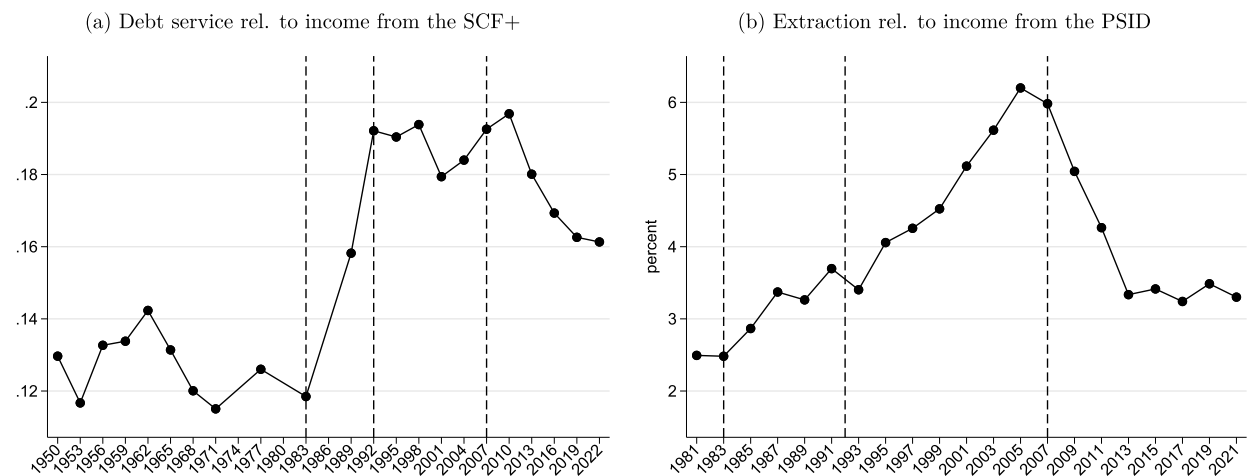 (a) Debt service rel. to income from the SCF+
.2
.18
.16
.14
.12
1950 1953 1956 1959 1962 1965 1968 1971 1974 1977 1980 1983 1986 1989 1992 1995 1998 2001 2004 2007 2010 2013 2016 2019 2022
(b) Extraction rel. to income from the PSID
percent
6
5
4
3
2
1981 1983 1985 1987 1989 1991 1993 1995 1997 1999 2001 2003 2005 2007 2009 2011 2013 2015 2017 2019 2021